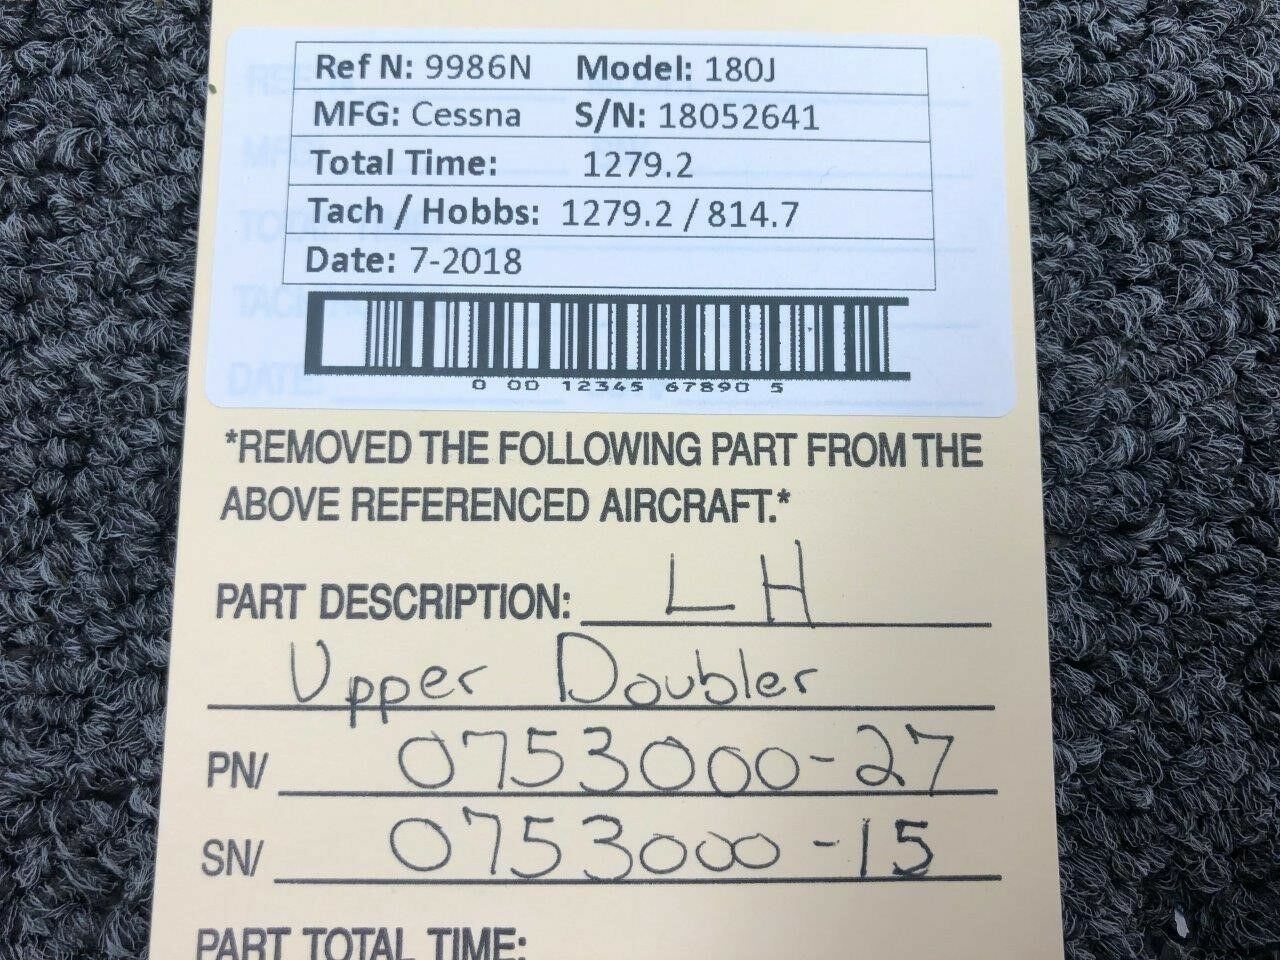 Ref N: 9986N Model: 180J
MFG: Cessna S/N: 18052641
Total Time: 1279.2
Tach / Hobbs: 1279.2 / 814.7
Date: 7-2018
0 00 12345 67890 5
*REMOVED THE FOLLOWING PART FROM THE
ABOVE REFERENCED AIRCRAFT.*
PART DESCRIPTION: LH
Upper Doubler
PN/ 0753000-27
SN/ 0753000-15
PART TOTAL TIME: